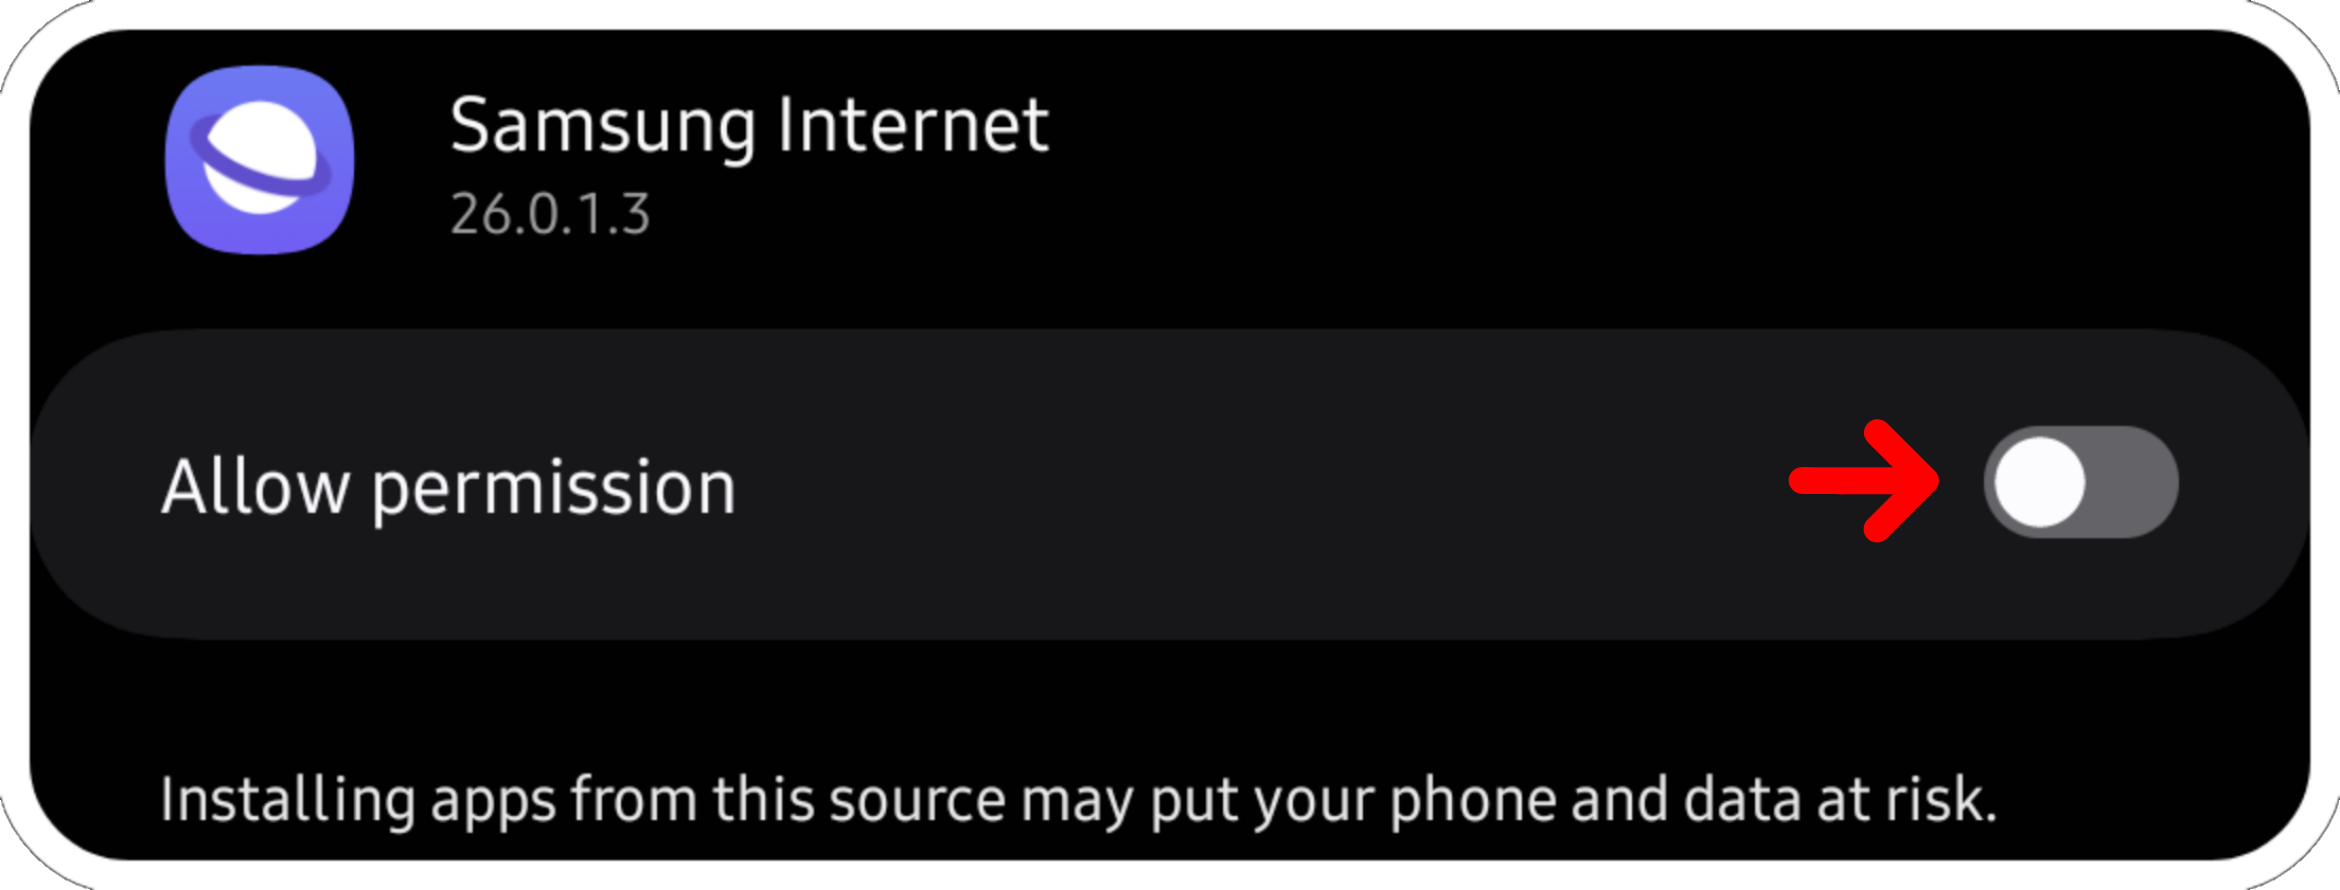 Samsung Internet
26.0.1.3
Allow permission
Installing apps from this source may put your phone and data at risk.